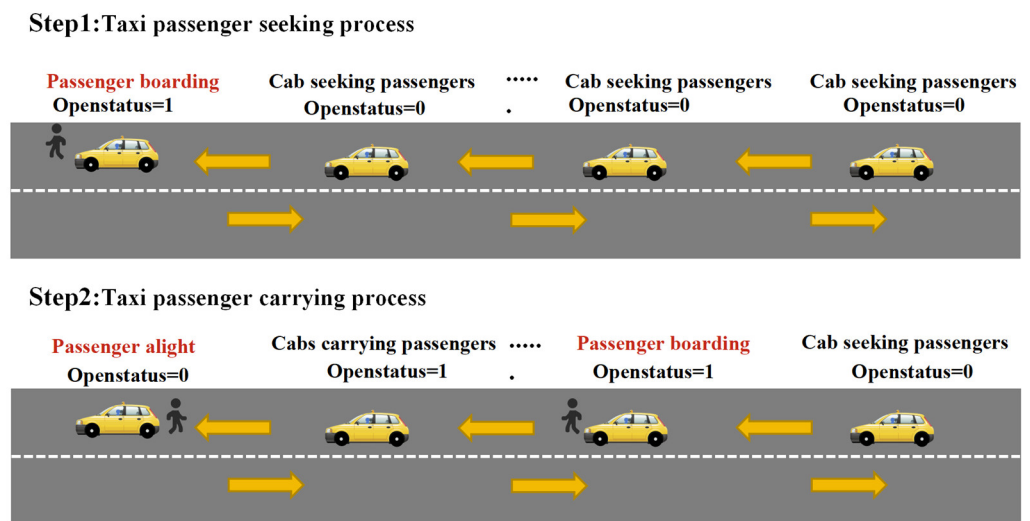 Step1:Taxi passenger seeking process
Passenger boarding Cab seeking passengers ..... Cab seeking passengers Cab seeking passengers
Openstatus=1 Openstatus=0 . Openstatus=0 Openstatus=0
Step2:Taxi passenger carrying process
Passenger alight Cabs carrying passengers ..... Passenger boarding Cab seeking passengers
Openstatus=0 Openstatus=1 . Openstatus=1 Openstatus=0